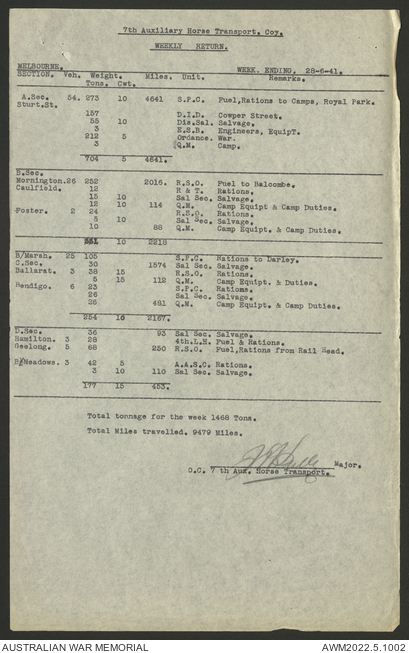 7th Auxiliary Horse Transport. Coy.
WEEKLY RETURN.
MELBOURNE. WEEK. ENDING. 28-6-41.
SECTION. Veh. Weight. Miles. Unit. Remarks.
Tons. Cwt.
A.Sec. 54. 273 10 4641 S.P.C. Fuel,Rations to Camps, Royal Park.
Sturt.St.
157 D.I.D. Cowper Street.
55 10 Dis.Sal. Salvage.
3 E.S.B. Engineers, EquipT.
212 5 Ordance. War.
3 Q.M. Camp.
704 5 4641.
B.Sec.
Mornington.26 252 2016. R.S.O. Fuel to Balcombe.
Caulfield. 12 R & T. Rations.
15 10 Sal Sec. Salvage.
12 10 114 Q.M. Camp Equipt & Camp Duties.
Foster. 2 24 R.S.O. Rations.
5 10 Sal Sec. Salvage.
10 88 Q.M. Camp Equipt. & Camp Duties.
331 10 2218
B/Marsh. 25 105 S.P.C. Rations to Darley.
C.Sec. 30 1574 Sal Sec. Salvage.
Ballarat. 3 38 15 R.S.O. Rations.
5 15 112 Q.M. Camp Equipt, & Duties.
Bendigo. 6 23 S.P.C. Rations.
26 Sal Sec. Salvage.
26 481 Q.M. Camp Equipt. & Camp Duties.
254 10 2167.
D.Sec. 36 93 Sal Sec. Salvage.
Hamilton. 3 28 4th.L.H. Fuel & Rations.
Geelong. 5 68 250 R.S.O. Fuel,Rations from Rail Head.
B/Meadows. 3 42 5 A.A.S.C. Rations.
3 10 110 Sal Sec. Salvage.
177 15 453.
Total tonnage for the week 1468 Tons.
Total Miles travelled. 9479 Miles.
Major.
O.C. 7 th Aux. Horse Transport.
AUSTRALIAN WAR MEMORIAL AWM2022.5.1002